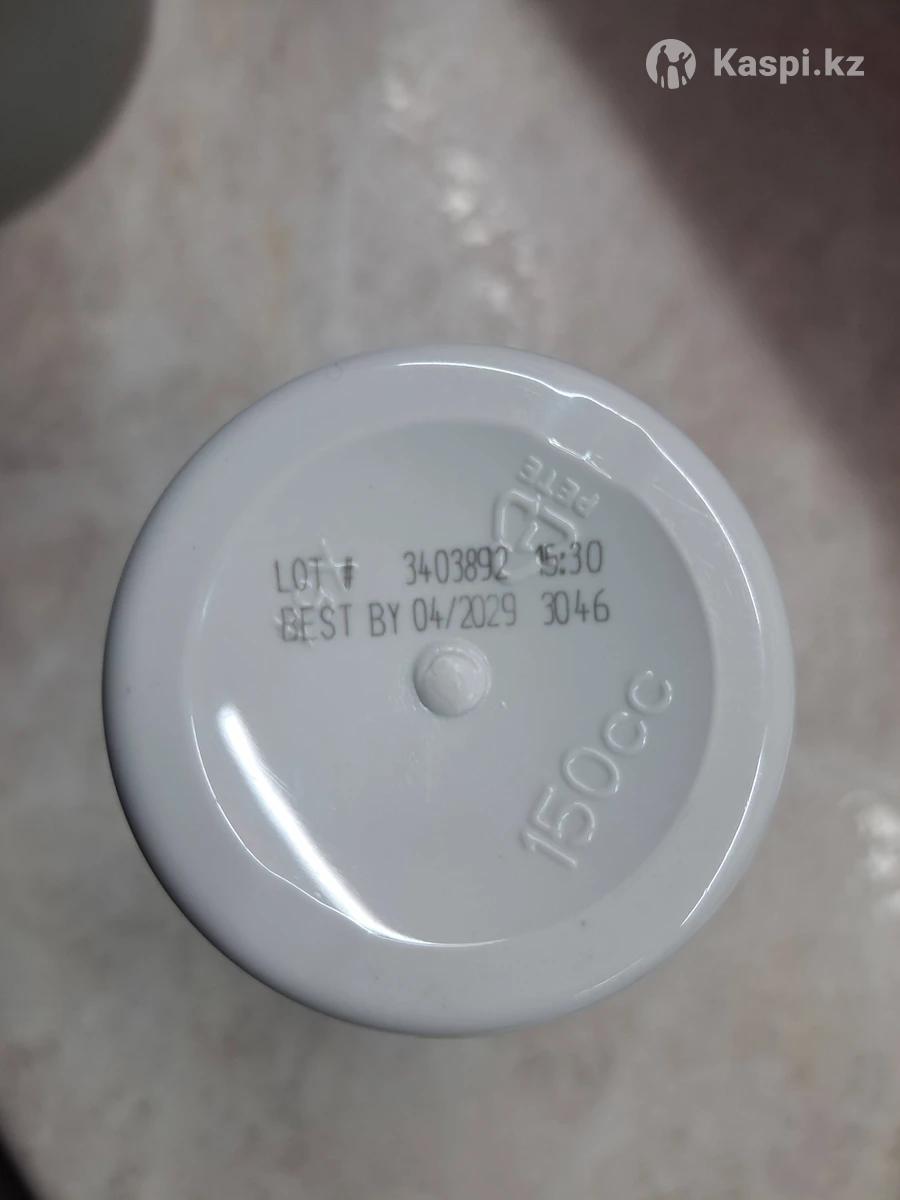 Kaspi.kz
PETE
LOT # 3403892 15:30
BEST BY 04/2029 3046
150cc